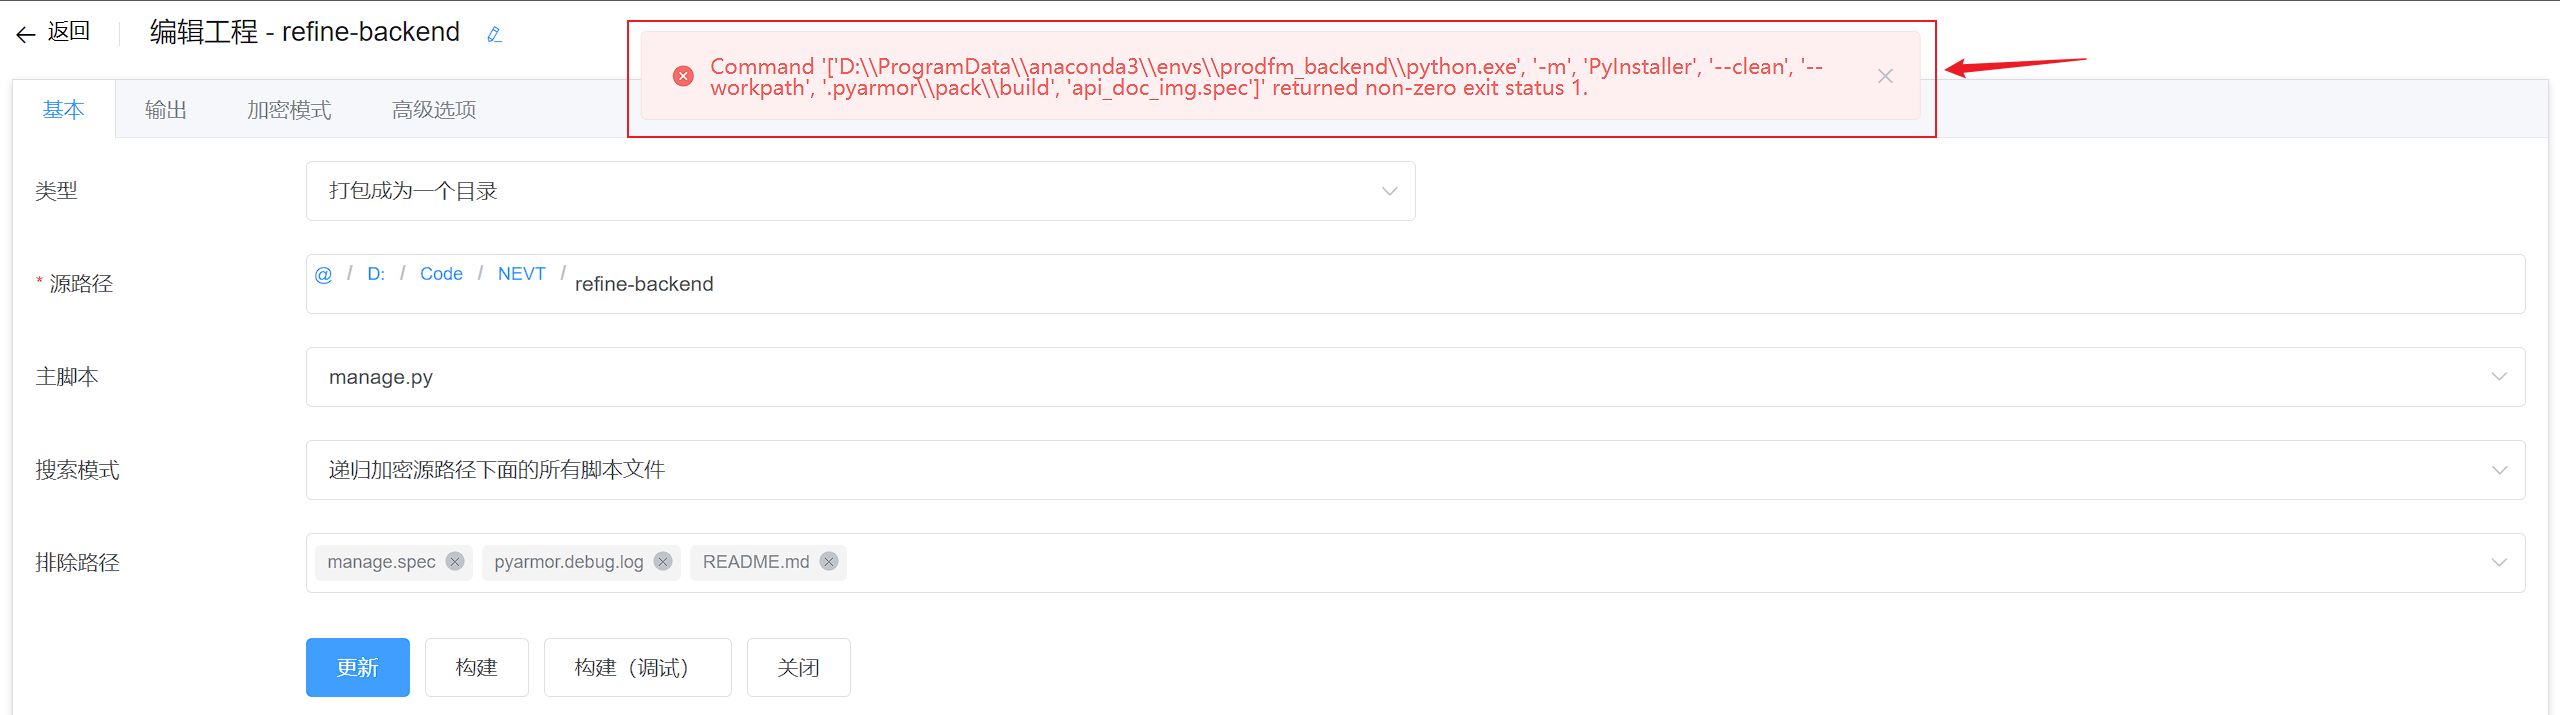 返回
编辑工程 - refine-backend
Command '['D:\\ProgramData\\anaconda3\\envs\\prodfm_backend\\python.exe', '-m', 'PyInstaller', '--clean', '--
workpath', '.pyarmor\\pack\\build', 'api_doc_img.spec']' returned non-zero exit status 1.
基本 输出 加密模式 高级选项
类型 打包成为一个目录
* 源路径 @ / D: / Code / NEVT / refine-backend
主脚本 manage.py
搜索模式 递归加密源路径下面的所有脚本文件
排除路径 manage.spec pyarmor.debug.log README.md
更新 构建 构建（调试） 关闭